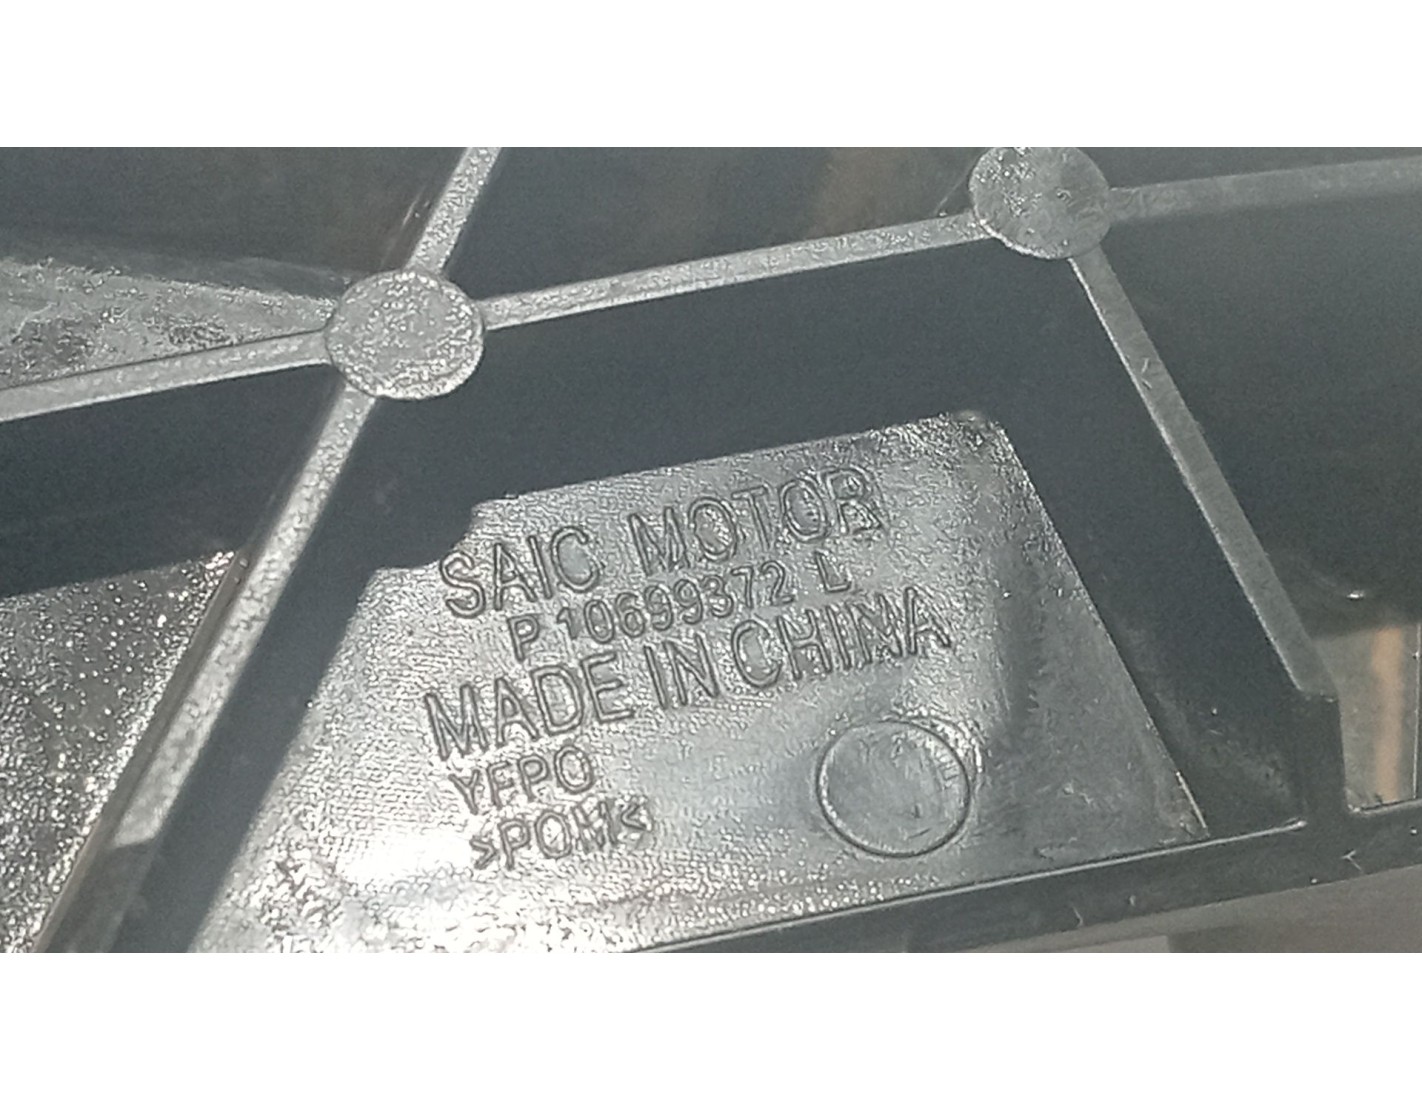 SAIC MOTOR
P 10699372 L
MADE IN CHINA
YFPO
>POM<